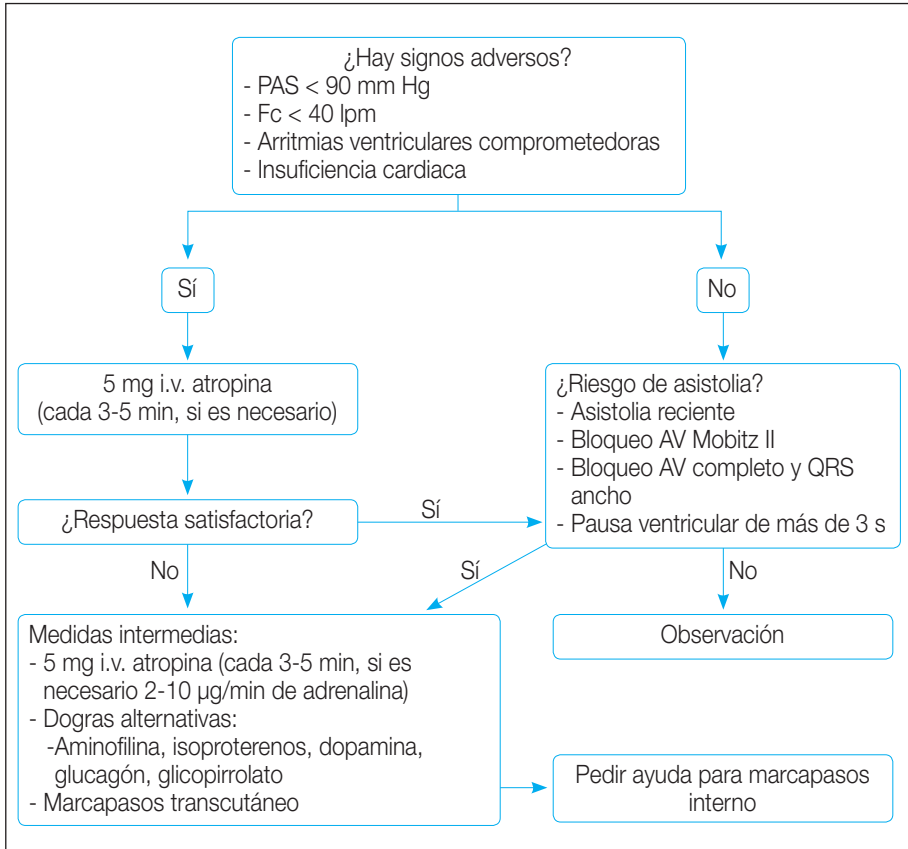 ¿Hay signos adversos?
- PAS < 90 mm Hg
- Fc < 40 lpm
- Arritmias ventriculares comprometedoras
- Insuficiencia cardiaca
Sí
No
5 mg i.v. atropina
(cada 3-5 min, si es necesario)
¿Riesgo de asistolia?
- Asistolia reciente
- Bloqueo AV Mobitz II
- Bloqueo AV completo y QRS
ancho
- Pausa ventricular de más de 3 s
¿Respuesta satisfactoria?
Sí
No
Sí
No
Medidas intermedias:
- 5 mg i.v. atropina (cada 3-5 min, si es
necesario 2-10 µg/min de adrenalina)
- Dogras alternativas:
-Aminofilina, isoproterenos, dopamina,
glucagón, glicopirrolato
- Marcapasos transcutáneo
Observación
Pedir ayuda para marcapasos
interno